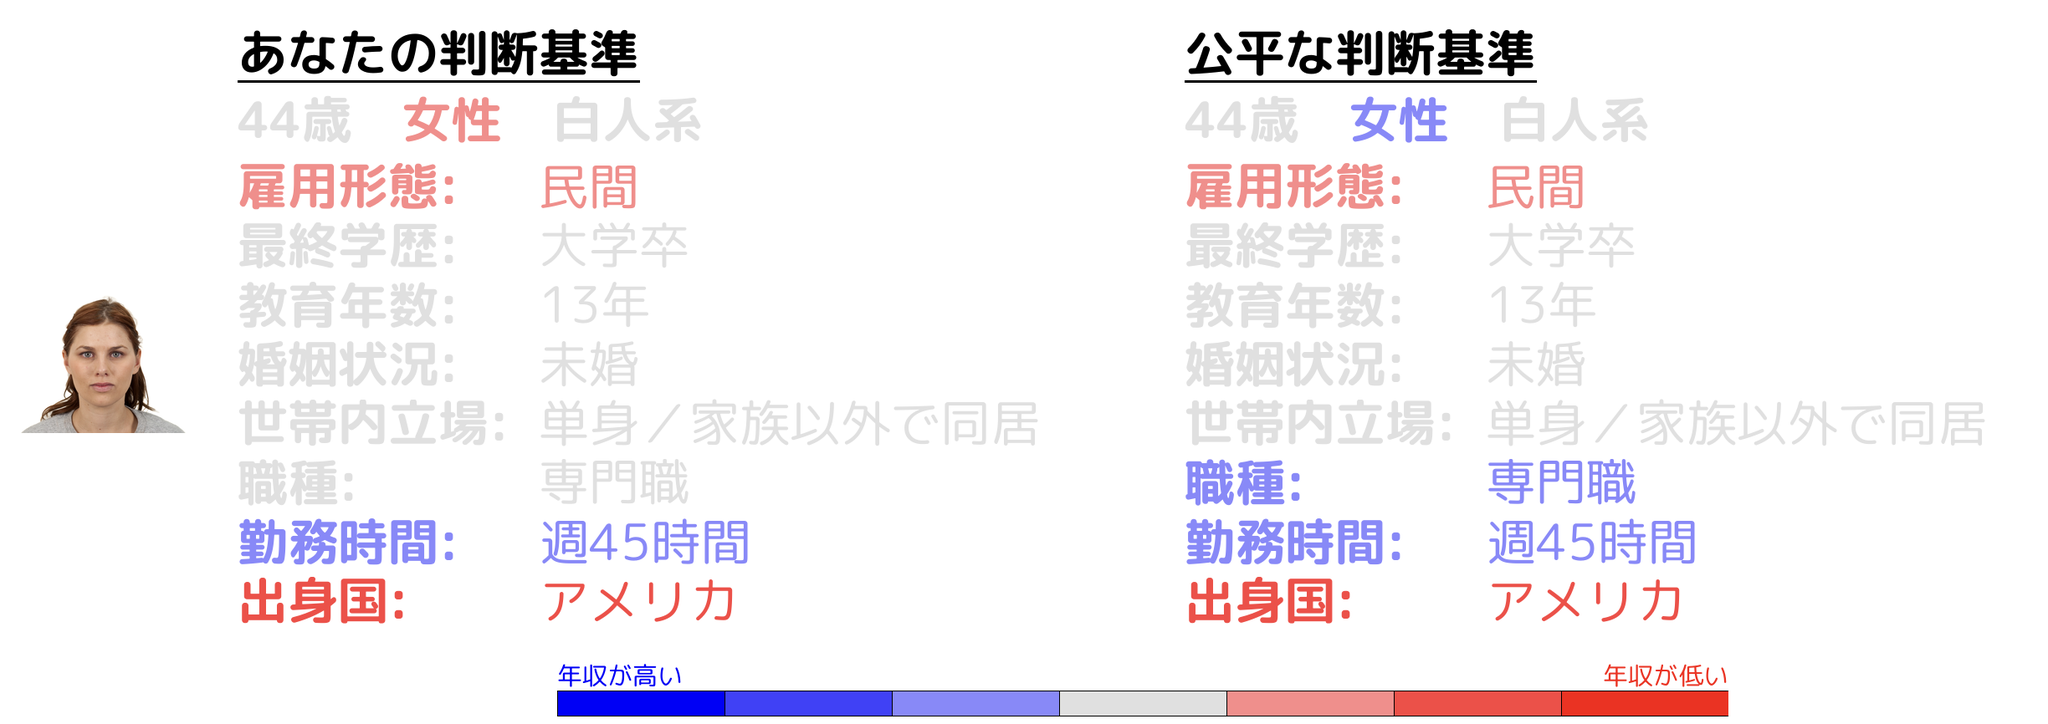 あなたの判断基準
44歳 女性 白人系
雇用形態: 民間
最終学歴: 大学卒
教育年数: 13年
婚姻状況: 未婚
世帯内立場: 単身／家族以外で同居
職種: 専門職
勤務時間: 週45時間
出身国: アメリカ
公平な判断基準
44歳 女性 白人系
雇用形態: 民間
最終学歴: 大学卒
教育年数: 13年
婚姻状況: 未婚
世帯内立場: 単身／家族以外で同居
職種: 専門職
勤務時間: 週45時間
出身国: アメリカ
年収が高い
年収が低い